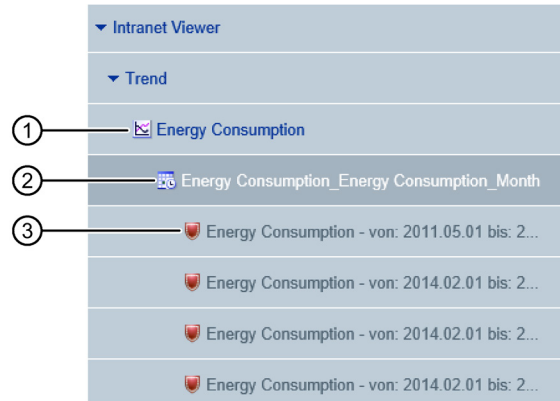 Intranet Viewer
Trend
1 Energy Consumption
2 Energy Consumption_Energy Consumption_Month
3 Energy Consumption - von: 2011.05.01 bis: 2...
Energy Consumption - von: 2014.02.01 bis: 2...
Energy Consumption - von: 2014.02.01 bis: 2...
Energy Consumption - von: 2014.02.01 bis: 2...